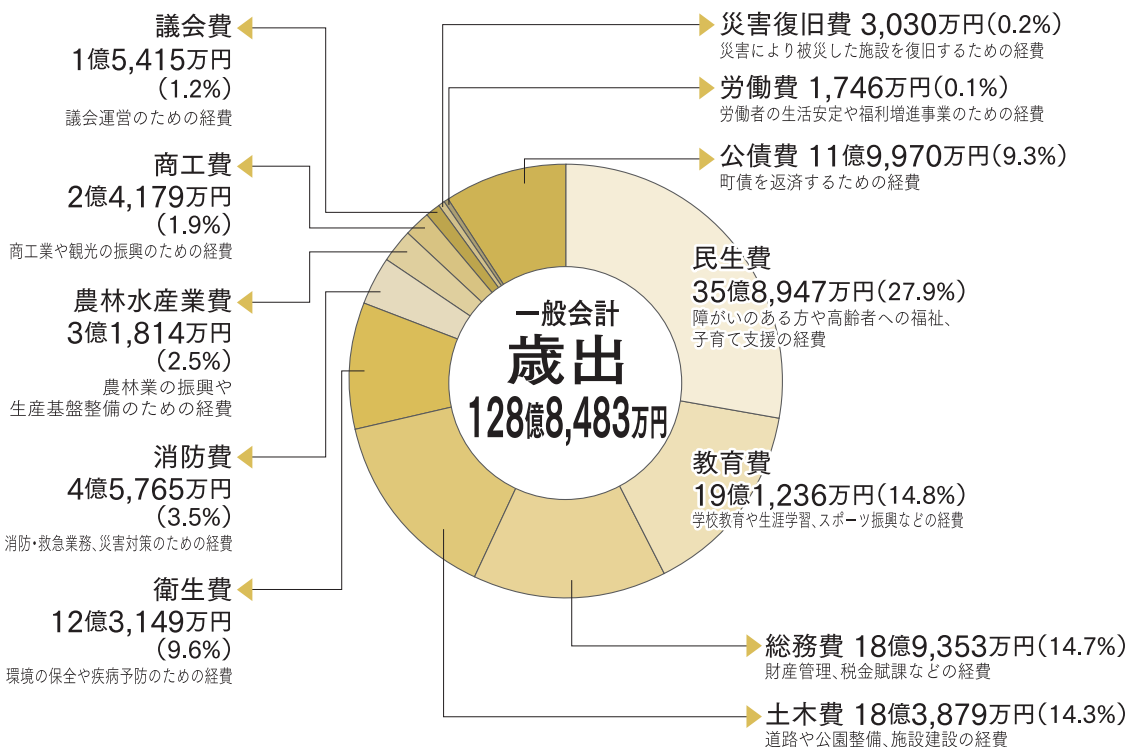 議会費
1億5,415万円
(1.2%)
議会運営のための経費
商工費
2億4,179万円
(1.9%)
商工業や観光の振興のための経費
農林水産業費
3億1,814万円
(2.5%)
農林業の振興や
生産基盤整備のための経費
消防費
4億5,765万円
(3.5%)
消防・救急業務、災害対策のための経費
衛生費
12億3,149万円
(9.6%)
環境の保全や疾病予防のための経費
一般会計
歳出
128億8,483万円
災害復旧費 3,030万円(0.2%)
災害により被災した施設を復旧するための経費
労働費 1,746万円(0.1%)
労働者の生活安定や福利増進事業のための経費
公債費 11億9,970万円(9.3%)
町債を返済するための経費
民生費
35億8,947万円(27.9%)
障がいのある方や高齢者への福祉、
子育て支援の経費
教育費
19億1,236万円(14.8%)
学校教育や生涯学習、スポーツ振興などの経費
総務費 18億9,353万円(14.7%)
財産管理、税金賦課などの経費
土木費 18億3,879万円(14.3%)
道路や公園整備、施設建設の経費